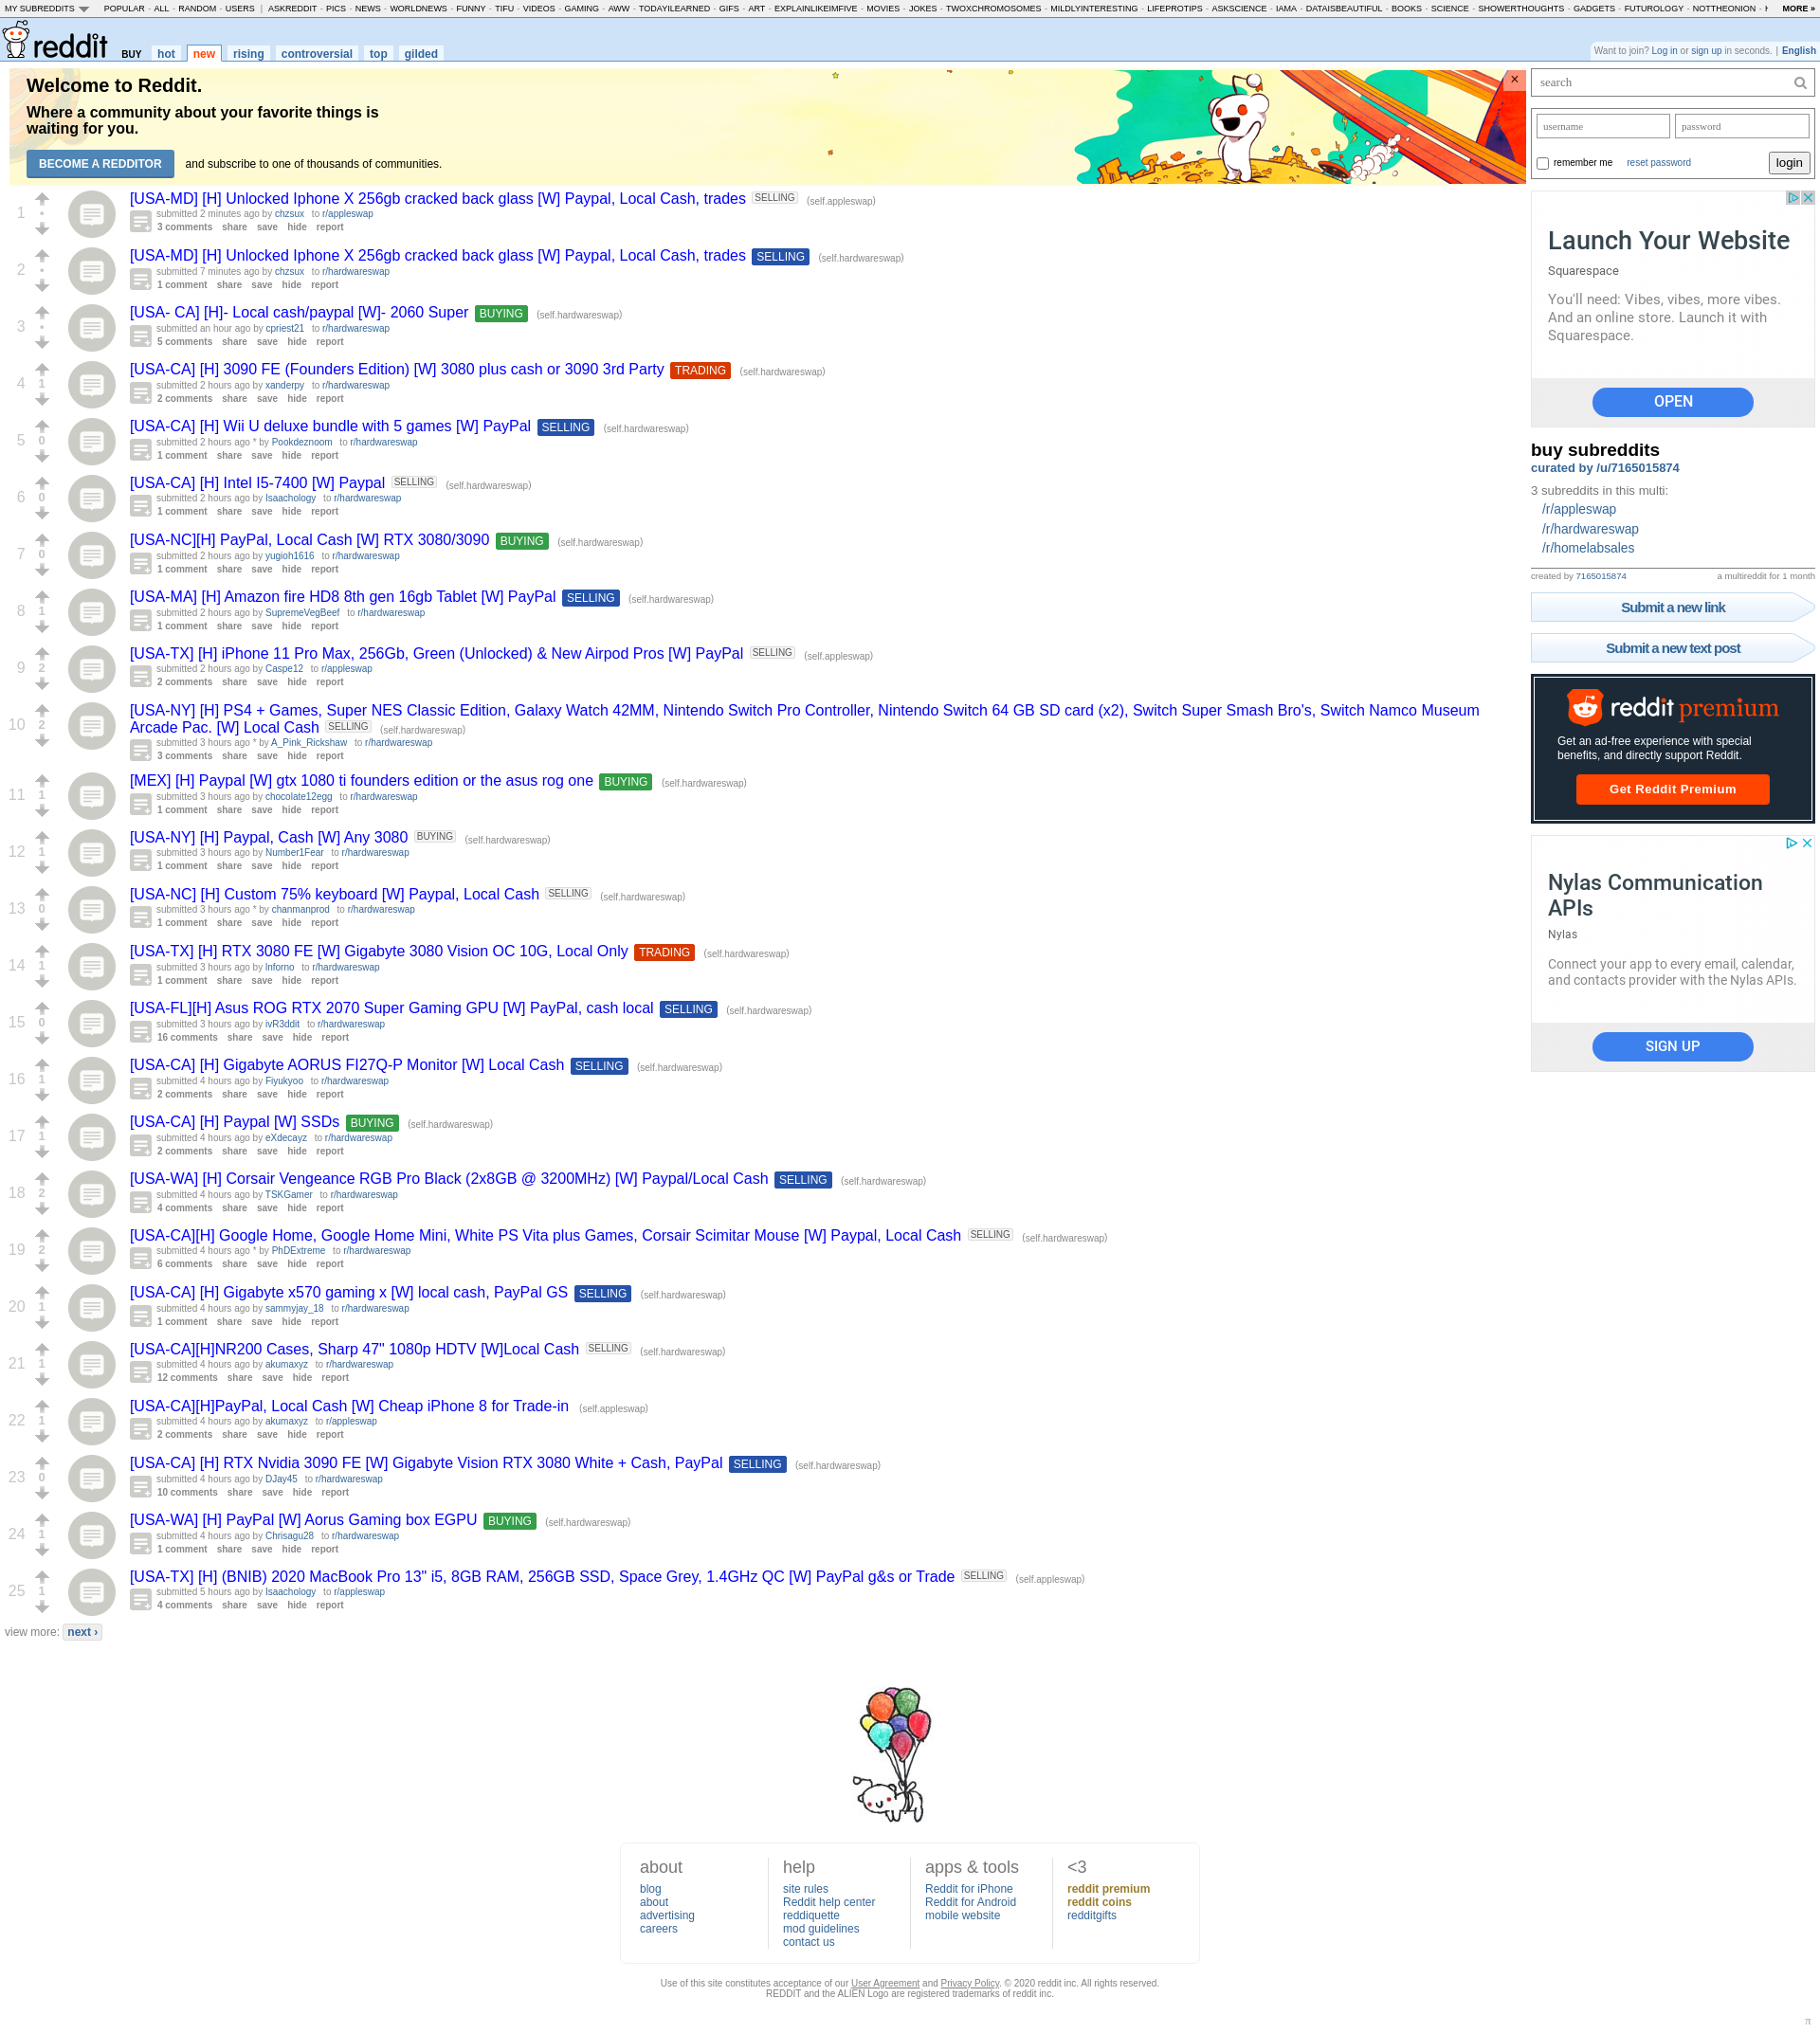 MY SUBREDDITS POPULAR - ALL - RANDOM - USERS | ASKREDDIT - PICS - NEWS - WORLDNEWS - FUNNY - TIFU - VIDEOS - GAMING - AWW - TODAYILEARNED - GIFS - ART - EXPLAINLIKEIMFIVE - MOVIES - JOKES - TWOXCHROMOSOMES - MILDLYINTERESTING - LIFEPROTIPS - ASKSCIENCE - IAMA - DATAISBEAUTIFUL - BOOKS - SCIENCE - SHOWERTHOUGHTS - GADGETS - FUTUROLOGY - NOTTHEONION - MORE »
reddit BUY hot new rising controversial top gilded
Want to join? Log in or sign up in seconds. | English
Welcome to Reddit.
Where a community about your favorite things is
waiting for you.
BECOME A REDDITOR and subscribe to one of thousands of communities.
×
1
[USA-MD] [H] Unlocked Iphone X 256gb cracked back glass [W] Paypal, Local Cash, trades SELLING (self.appleswap)
submitted 2 minutes ago by chzsux to r/appleswap
3 comments share save hide report
2
[USA-MD] [H] Unlocked Iphone X 256gb cracked back glass [W] Paypal, Local Cash, trades SELLING (self.hardwareswap)
submitted 7 minutes ago by chzsux to r/hardwareswap
1 comment share save hide report
3
[USA- CA] [H]- Local cash/paypal [W]- 2060 Super BUYING (self.hardwareswap)
submitted an hour ago by cpriest21 to r/hardwareswap
5 comments share save hide report
4 1
[USA-CA] [H] 3090 FE (Founders Edition) [W] 3080 plus cash or 3090 3rd Party TRADING (self.hardwareswap)
submitted 2 hours ago by xanderpy to r/hardwareswap
2 comments share save hide report
5 0
[USA-CA] [H] Wii U deluxe bundle with 5 games [W] PayPal SELLING (self.hardwareswap)
submitted 2 hours ago * by Pookdeznoom to r/hardwareswap
1 comment share save hide report
6 0
[USA-CA] [H] Intel I5-7400 [W] Paypal SELLING (self.hardwareswap)
submitted 2 hours ago by Isaachology to r/hardwareswap
1 comment share save hide report
7 0
[USA-NC][H] PayPal, Local Cash [W] RTX 3080/3090 BUYING (self.hardwareswap)
submitted 2 hours ago by yugioh1616 to r/hardwareswap
1 comment share save hide report
8 1
[USA-MA] [H] Amazon fire HD8 8th gen 16gb Tablet [W] PayPal SELLING (self.hardwareswap)
submitted 2 hours ago by SupremeVegBeef to r/hardwareswap
1 comment share save hide report
9 2
[USA-TX] [H] iPhone 11 Pro Max, 256Gb, Green (Unlocked) & New Airpod Pros [W] PayPal SELLING (self.appleswap)
submitted 2 hours ago by Caspe12 to r/appleswap
2 comments share save hide report
10 2
[USA-NY] [H] PS4 + Games, Super NES Classic Edition, Galaxy Watch 42MM, Nintendo Switch Pro Controller, Nintendo Switch 64 GB SD card (x2), Switch Super Smash Bro's, Switch Namco Museum
Arcade Pac. [W] Local Cash SELLING (self.hardwareswap)
submitted 3 hours ago * by A_Pink_Rickshaw to r/hardwareswap
3 comments share save hide report
11 1
[MEX] [H] Paypal [W] gtx 1080 ti founders edition or the asus rog one BUYING (self.hardwareswap)
submitted 3 hours ago by chocolate12egg to r/hardwareswap
1 comment share save hide report
12 1
[USA-NY] [H] Paypal, Cash [W] Any 3080 BUYING (self.hardwareswap)
submitted 3 hours ago by Number1Fear to r/hardwareswap
1 comment share save hide report
13 0
[USA-NC] [H] Custom 75% keyboard [W] Paypal, Local Cash SELLING (self.hardwareswap)
submitted 3 hours ago * by chanmanprod to r/hardwareswap
1 comment share save hide report
14 1
[USA-TX] [H] RTX 3080 FE [W] Gigabyte 3080 Vision OC 10G, Local Only TRADING (self.hardwareswap)
submitted 3 hours ago by Inforno to r/hardwareswap
1 comment share save hide report
15 0
[USA-FL][H] Asus ROG RTX 2070 Super Gaming GPU [W] PayPal, cash local SELLING (self.hardwareswap)
submitted 3 hours ago by ivR3ddit to r/hardwareswap
16 comments share save hide report
16 1
[USA-CA] [H] Gigabyte AORUS FI27Q-P Monitor [W] Local Cash SELLING (self.hardwareswap)
submitted 4 hours ago by Fiyukyoo to r/hardwareswap
2 comments share save hide report
17 1
[USA-CA] [H] Paypal [W] SSDs BUYING (self.hardwareswap)
submitted 4 hours ago by eXdecayz to r/hardwareswap
2 comments share save hide report
18 2
[USA-WA] [H] Corsair Vengeance RGB Pro Black (2x8GB @ 3200MHz) [W] Paypal/Local Cash SELLING (self.hardwareswap)
submitted 4 hours ago by TSKGamer to r/hardwareswap
4 comments share save hide report
19 2
[USA-CA][H] Google Home, Google Home Mini, White PS Vita plus Games, Corsair Scimitar Mouse [W] Paypal, Local Cash SELLING (self.hardwareswap)
submitted 4 hours ago * by PhDExtreme to r/hardwareswap
6 comments share save hide report
20 1
[USA-CA] [H] Gigabyte x570 gaming x [W] local cash, PayPal GS SELLING (self.hardwareswap)
submitted 4 hours ago by sammyjay_18 to r/hardwareswap
1 comment share save hide report
21 1
[USA-CA][H]NR200 Cases, Sharp 47" 1080p HDTV [W]Local Cash SELLING (self.hardwareswap)
submitted 4 hours ago by akumaxyz to r/hardwareswap
12 comments share save hide report
22 1
[USA-CA][H]PayPal, Local Cash [W] Cheap iPhone 8 for Trade-in (self.appleswap)
submitted 4 hours ago by akumaxyz to r/appleswap
2 comments share save hide report
23 0
[USA-CA] [H] RTX Nvidia 3090 FE [W] Gigabyte Vision RTX 3080 White + Cash, PayPal SELLING (self.hardwareswap)
submitted 4 hours ago by DJay45 to r/hardwareswap
10 comments share save hide report
24 1
[USA-WA] [H] PayPal [W] Aorus Gaming box EGPU BUYING (self.hardwareswap)
submitted 4 hours ago by Chrisagu28 to r/hardwareswap
1 comment share save hide report
25 1
[USA-TX] [H] (BNIB) 2020 MacBook Pro 13" i5, 8GB RAM, 256GB SSD, Space Grey, 1.4GHz QC [W] PayPal g&s or Trade SELLING (self.appleswap)
submitted 5 hours ago by Isaachology to r/appleswap
4 comments share save hide report
view more: next ›
search
username password
remember me reset password login
Launch Your Website
Squarespace
You'll need: Vibes, vibes, more vibes.
And an online store. Launch it with
Squarespace.
OPEN
buy subreddits
curated by /u/7165015874
3 subreddits in this multi:
/r/appleswap
/r/hardwareswap
/r/homelabsales
created by 7165015874 a multireddit for 1 month
Submit a new link
Submit a new text post
reddit premium
Get an ad-free experience with special
benefits, and directly support Reddit.
Get Reddit Premium
Nylas Communication
APIs
Nylas
Connect your app to every email, calendar,
and contacts provider with the Nylas APIs.
SIGN UP
about
blog
about
advertising
careers
help
site rules
Reddit help center
reddiquette
mod guidelines
contact us
apps & tools
Reddit for iPhone
Reddit for Android
mobile website
<3
reddit premium
reddit coins
redditgifts
Use of this site constitutes acceptance of our User Agreement and Privacy Policy. © 2020 reddit inc. All rights reserved.
REDDIT and the ALIEN Logo are registered trademarks of reddit inc.
π